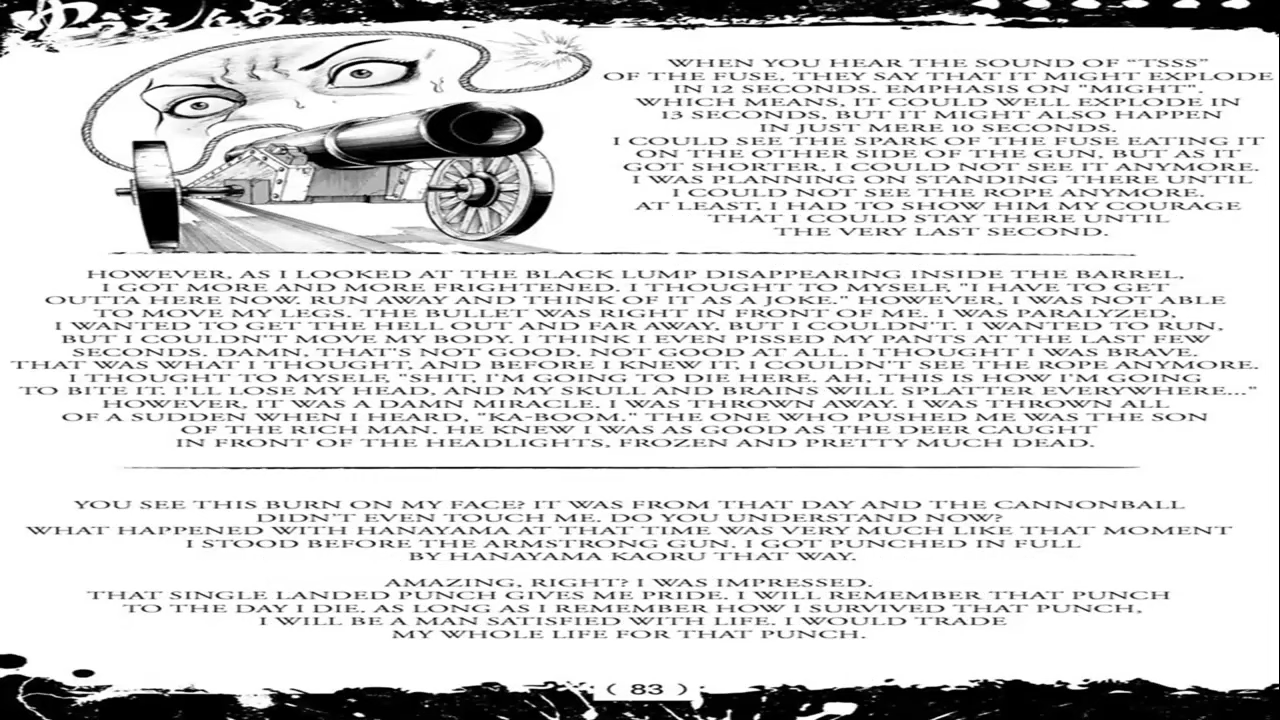 ゆうえんち
WHEN YOU HEAR THE SOUND OF "TSSS"
OF THE FUSE, THEY SAY THAT IT MIGHT EXPLODE
IN 12 SECONDS. EMPHASIS ON "MIGHT".
WHICH MEANS, IT COULD WELL EXPLODE IN
13 SECONDS, BUT IT MIGHT ALSO HAPPEN
IN JUST MERE 10 SECONDS.
I COULD SEE THE SPARK OF THE FUSE EATING IT
ON THE OTHER SIDE OF THE GUN, BUT AS IT
GOT SHORTER, I COULD NOT SEE IT ANYMORE.
I WAS PLANNING ON STANDING THERE UNTIL
I COULD NOT SEE THE ROPE ANYMORE.
AT LEAST, I HAD TO SHOW HIM MY COURAGE
THAT I COULD STAY THERE UNTIL
THE VERY LAST SECOND.
HOWEVER, AS I LOOKED AT THE BLACK LUMP DISAPPEARING INSIDE THE BARREL,
I GOT MORE AND MORE FRIGHTENED. I THOUGHT TO MYSELF, "I HAVE TO GET
OUTTA HERE NOW. RUN AWAY AND THINK OF IT AS A JOKE." HOWEVER, I WAS NOT ABLE
TO MOVE MY LEGS. THE BULLET WAS RIGHT IN FRONT OF ME. I WAS PARALYZED,
I WANTED TO GET THE HELL OUT AND FAR AWAY, BUT I COULDN'T. I WANTED TO RUN,
BUT I COULDN'T MOVE MY BODY. I THINK I EVEN PISSED MY PANTS AT THE LAST FEW
SECONDS. DAMN, THAT'S NOT GOOD. NOT GOOD AT ALL. I THOUGHT I WAS BRAVE.
THAT WAS WHAT I THOUGHT, AND BEFORE I KNEW IT, I COULDN'T SEE THE ROPE ANYMORE.
I THOUGHT TO MYSELF, "SHIT, I'M GOING TO DIE HERE. AH, THIS IS HOW I'M GOING
TO BITE IT. I'LL LOSE MY HEAD, AND MY SKULL AND BRAINS WILL SPLATTER EVERYWHERE..."
HOWEVER, IT WAS A DAMN MIRACLE. I WAS THROWN AWAY. I WAS THROWN ALL
OF A SUDDEN WHEN I HEARD, "KA-BOOM." THE ONE WHO PUSHED ME WAS THE SON
OF THE RICH MAN. HE KNEW I WAS AS GOOD AS THE DEER CAUGHT
IN FRONT OF THE HEADLIGHTS, FROZEN AND PRETTY MUCH DEAD.
YOU SEE THIS BURN ON MY FACE? IT WAS FROM THAT DAY AND THE CANNONBALL
DIDN'T EVEN TOUCH ME. DO YOU UNDERSTAND NOW?
WHAT HAPPENED WITH HANAYAMA AT THAT TIME WAS VERY MUCH LIKE THAT MOMENT
I STOOD BEFORE THE ARMSTRONG GUN. I GOT PUNCHED IN FULL
BY HANAYAMA KAORU THAT WAY.
AMAZING, RIGHT? I WAS IMPRESSED.
THAT SINGLE LANDED PUNCH GIVES ME PRIDE. I WILL REMEMBER THAT PUNCH
TO THE DAY I DIE. AS LONG AS I REMEMBER HOW I SURVIVED THAT PUNCH,
I WILL BE A MAN SATISFIED WITH LIFE. I WOULD TRADE
MY WHOLE LIFE FOR THAT PUNCH.
( 83 )